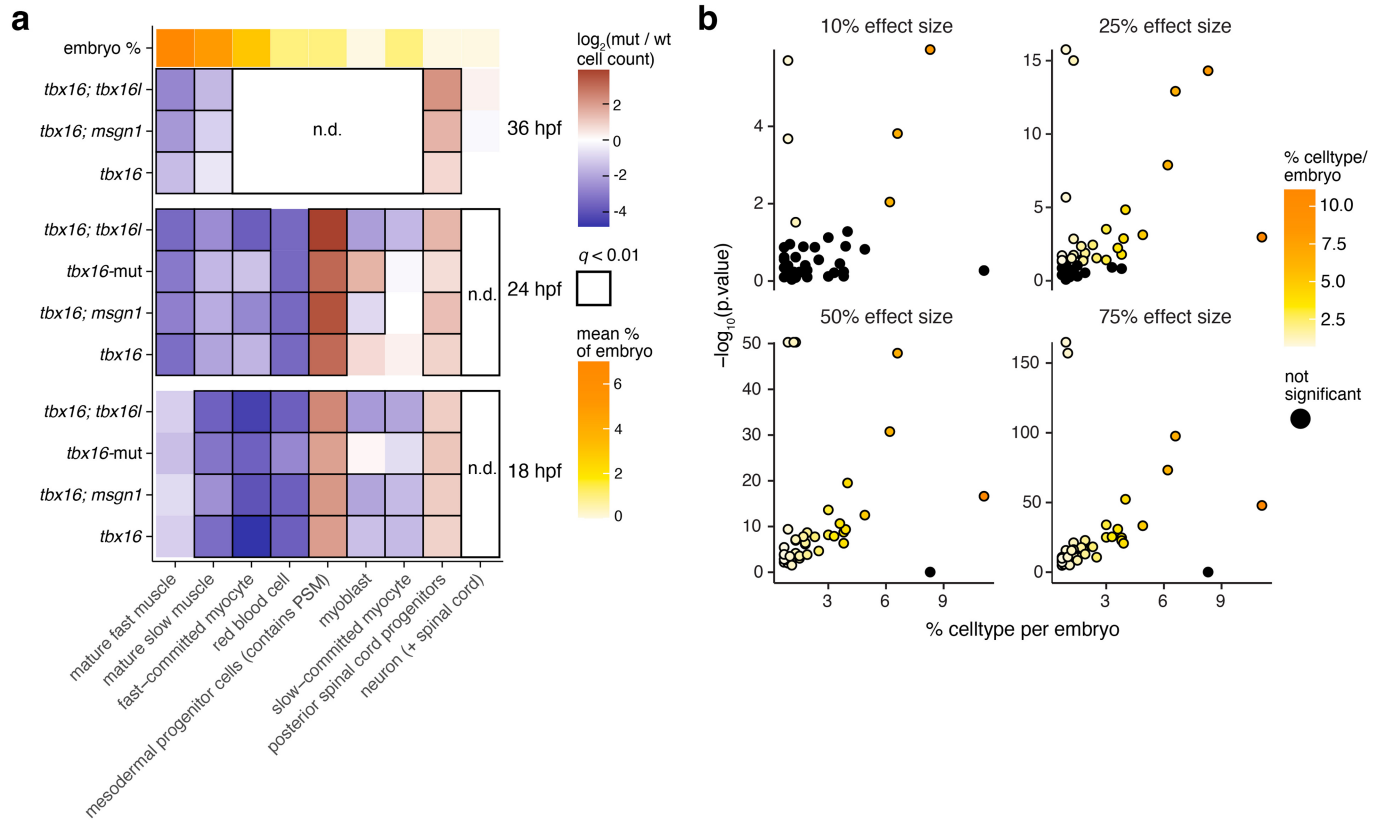 a
embryo %
tbx16; tbx16l
tbx16; msgn1
tbx16
n.d.
36 hpf
tbx16; tbx16l
tbx16-mut
tbx16; msgn1
tbx16
n.d.
24 hpf
tbx16; tbx16l
tbx16-mut
tbx16; msgn1
tbx16
n.d.
18 hpf
mature fast muscle
mature slow muscle
fast−committed myocyte
red blood cell
mesodermal progenitor cells (contains PSM)
myoblast
slow−committed myocyte
posterior spinal cord progenitors
neuron (+ spinal cord)
log2(mut / wt
cell count)
2
0
-2
-4
q < 0.01
mean %
of embryo
6
4
2
0
b
10% effect size
4
2
0
25% effect size
15
10
5
0
50% effect size
50
40
30
20
10
0
3
6
9
75% effect size
150
100
50
0
3
6
9
−log10(p.value)
% celltype per embryo
% celltype/
embryo
10.0
7.5
5.0
2.5
not
significant